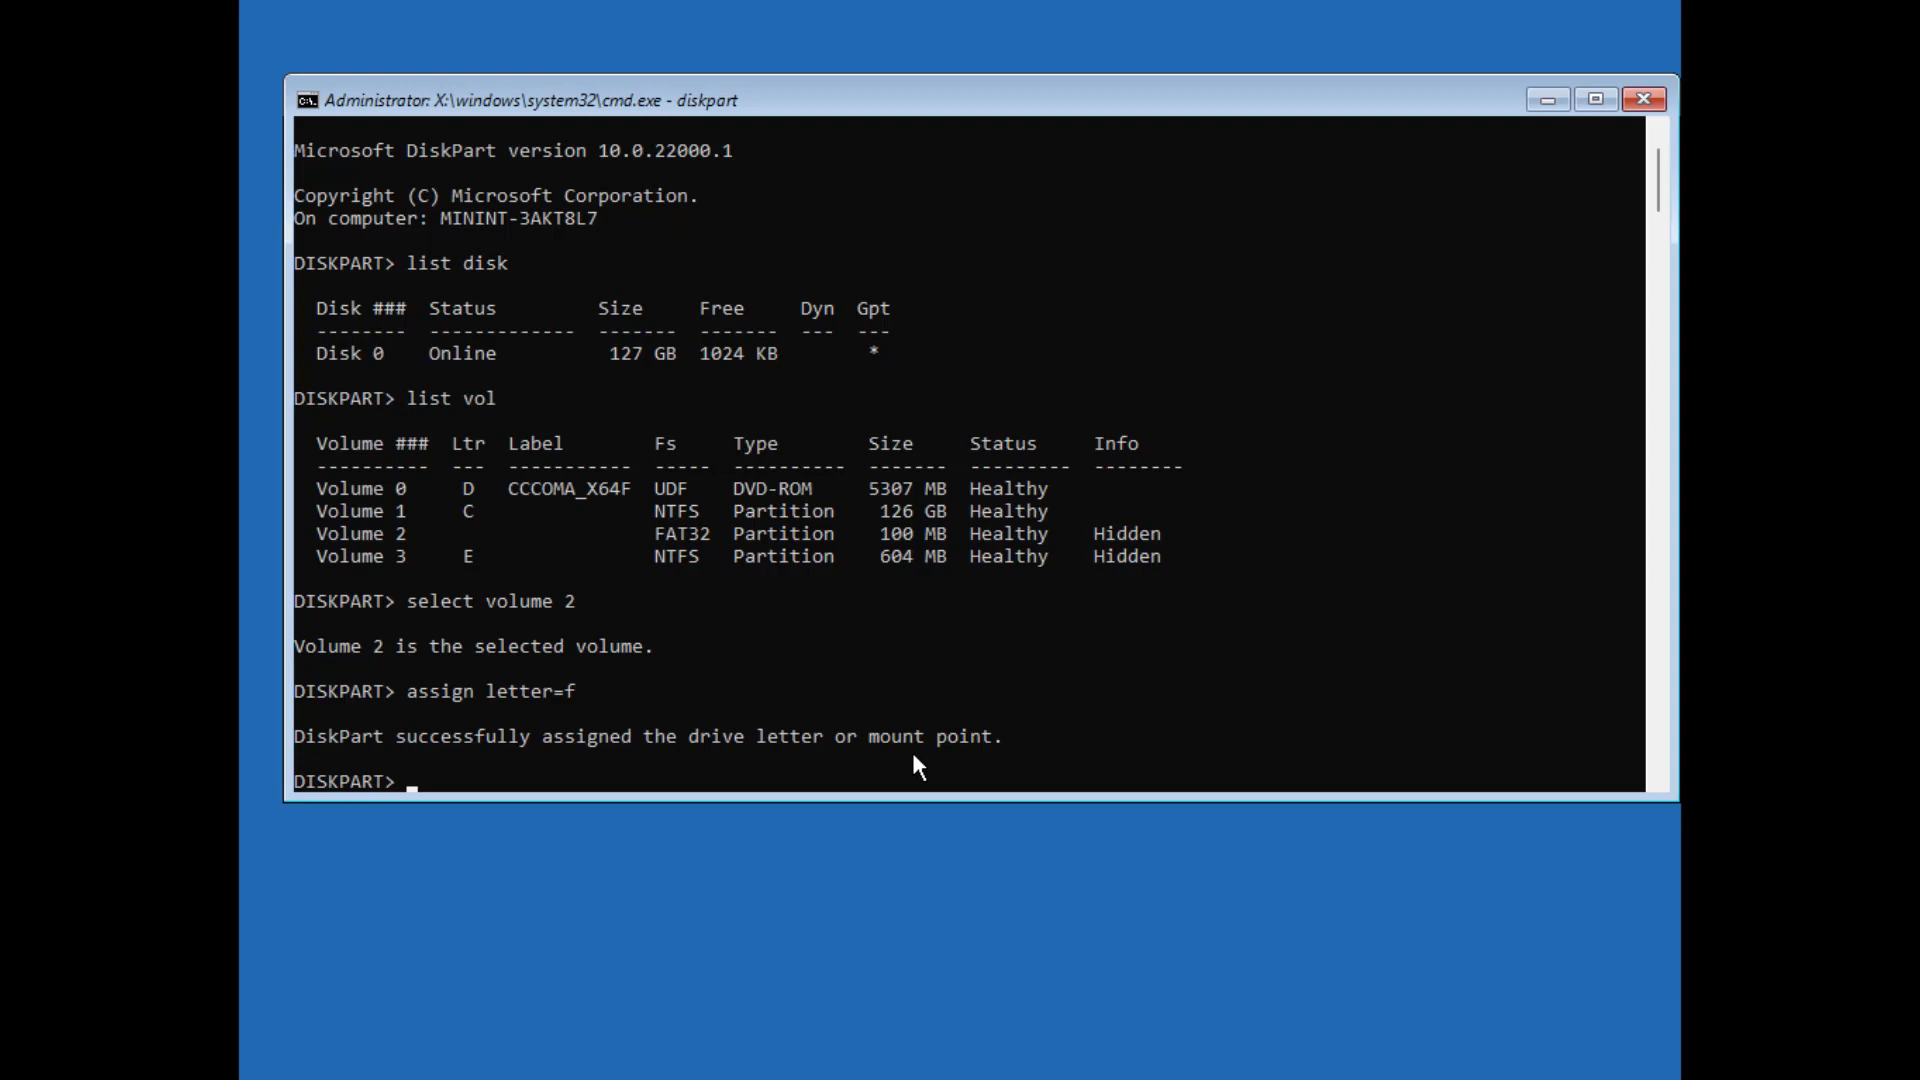 Administrator: X:\windows\system32\cmd.exe - diskpart
Microsoft DiskPart version 10.0.22000.1
Copyright (C) Microsoft Corporation.
On computer: MININT-3AKT8L7
DISKPART> list disk
  Disk ###  Status         Size     Free     Dyn  Gpt
  --------  -------------  -------  -------  ---  ---
  Disk 0    Online          127 GB  1024 KB        *
DISKPART> list vol
  Volume ###  Ltr  Label        Fs     Type        Size     Status     Info
  ----------  ---  -----------  -----  ----------  -------  ---------  --------
  Volume 0     D   CCCOMA_X64F  UDF    DVD-ROM     5307 MB  Healthy
  Volume 1     C                NTFS   Partition    126 GB  Healthy
  Volume 2                      FAT32  Partition    100 MB  Healthy    Hidden
  Volume 3     E                NTFS   Partition    604 MB  Healthy    Hidden
DISKPART> select volume 2
Volume 2 is the selected volume.
DISKPART> assign letter=f
DiskPart successfully assigned the drive letter or mount point.
DISKPART>